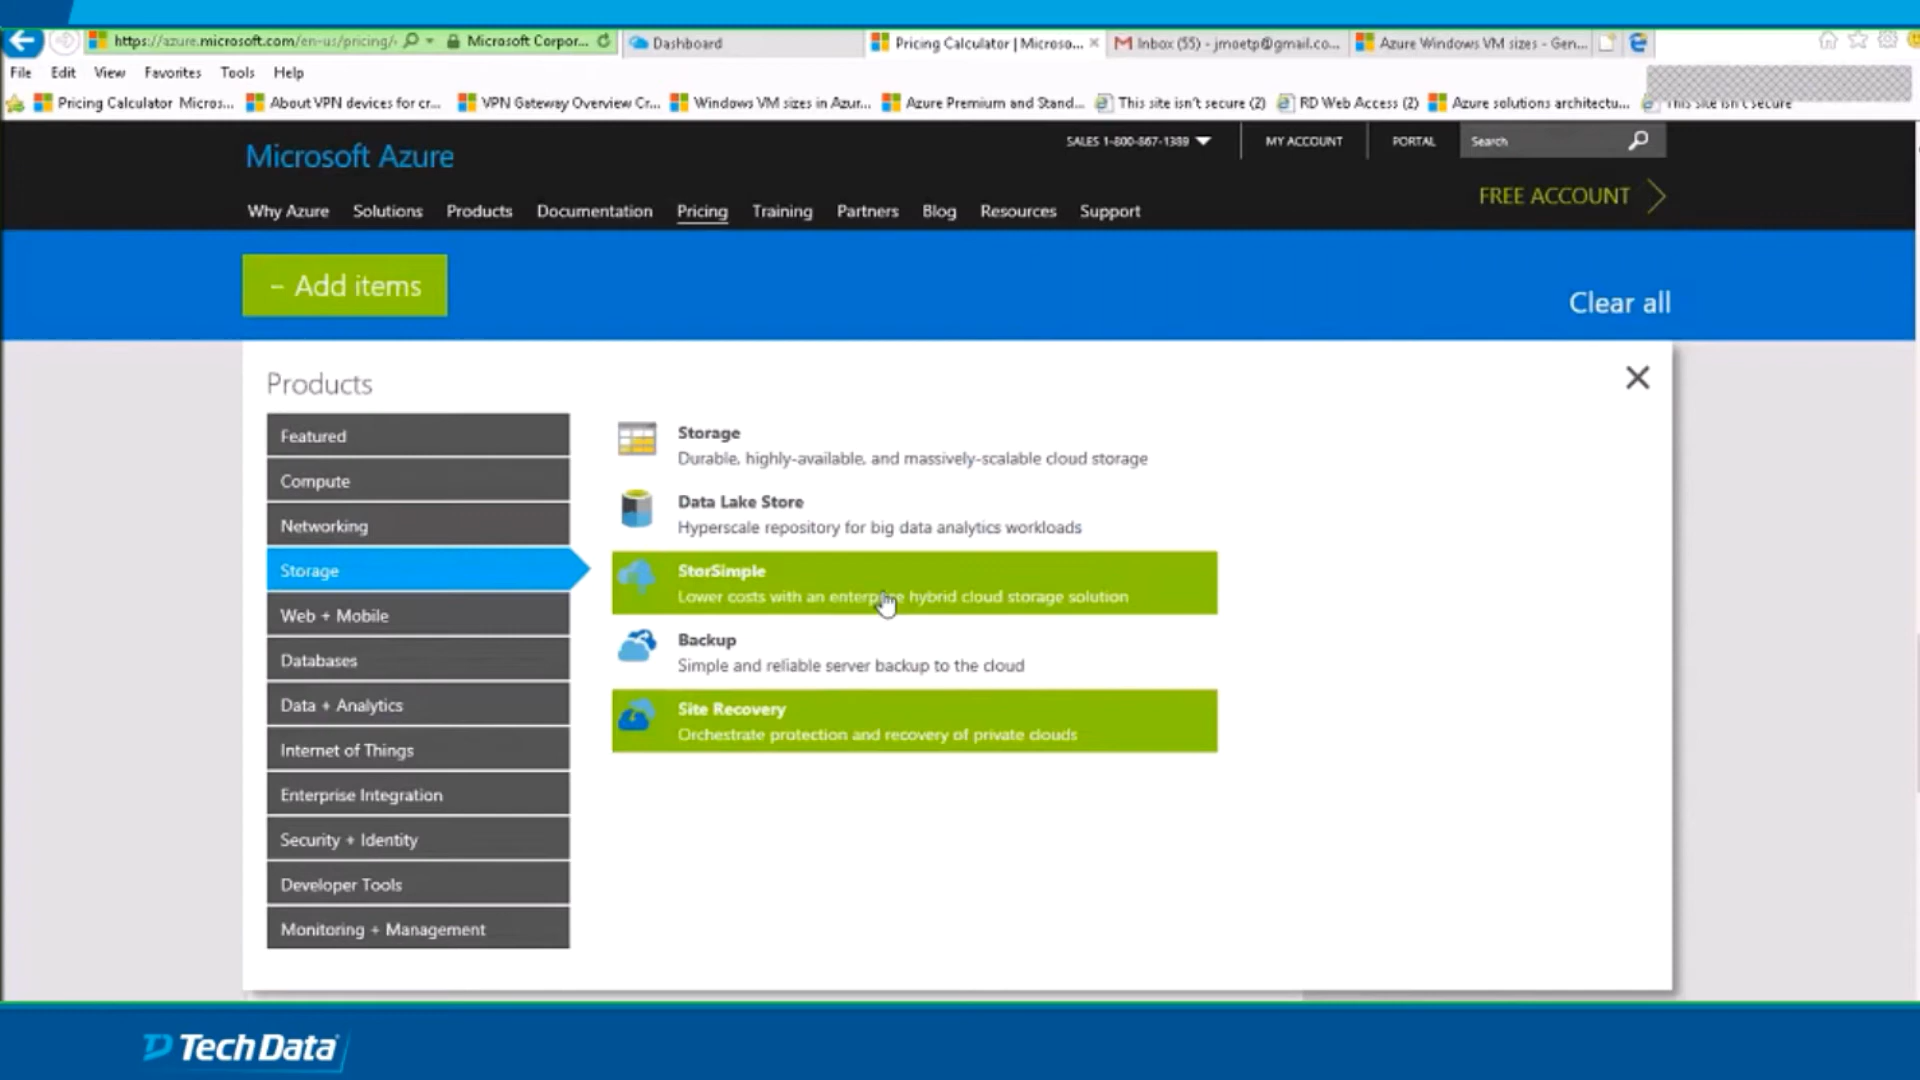 https://azure.microsoft.com/en-us/pricing/
Microsoft Corpor...
Dashboard
Pricing Calculator | Microso...
Inbox (55) - jmoetp@gmail.co...
Azure Windows VM sizes - Gen...
File Edit View Favorites Tools Help
Pricing Calculator Micros...
About VPN devices for cr...
VPN Gateway Overview Cr...
Windows VM sizes in Azur...
Azure Premium and Stand...
This site isn't secure (2)
RD Web Access (2)
Azure solutions architectu...
This site isn't secure
Microsoft Azure
SALES 1-800-867-1389
MY ACCOUNT
PORTAL
Search
Why Azure Solutions Products Documentation Pricing Training Partners Blog Resources Support
FREE ACCOUNT
- Add items
Clear all
Products
Featured
Compute
Networking
Storage
Web + Mobile
Databases
Data + Analytics
Internet of Things
Enterprise Integration
Security + Identity
Developer Tools
Monitoring + Management
Storage
Durable, highly-available, and massively-scalable cloud storage
Data Lake Store
Hyperscale repository for big data analytics workloads
StorSimple
Lower costs with an enterprise hybrid cloud storage solution
Backup
Simple and reliable server backup to the cloud
Site Recovery
Orchestrate protection and recovery of private clouds
Tech Data